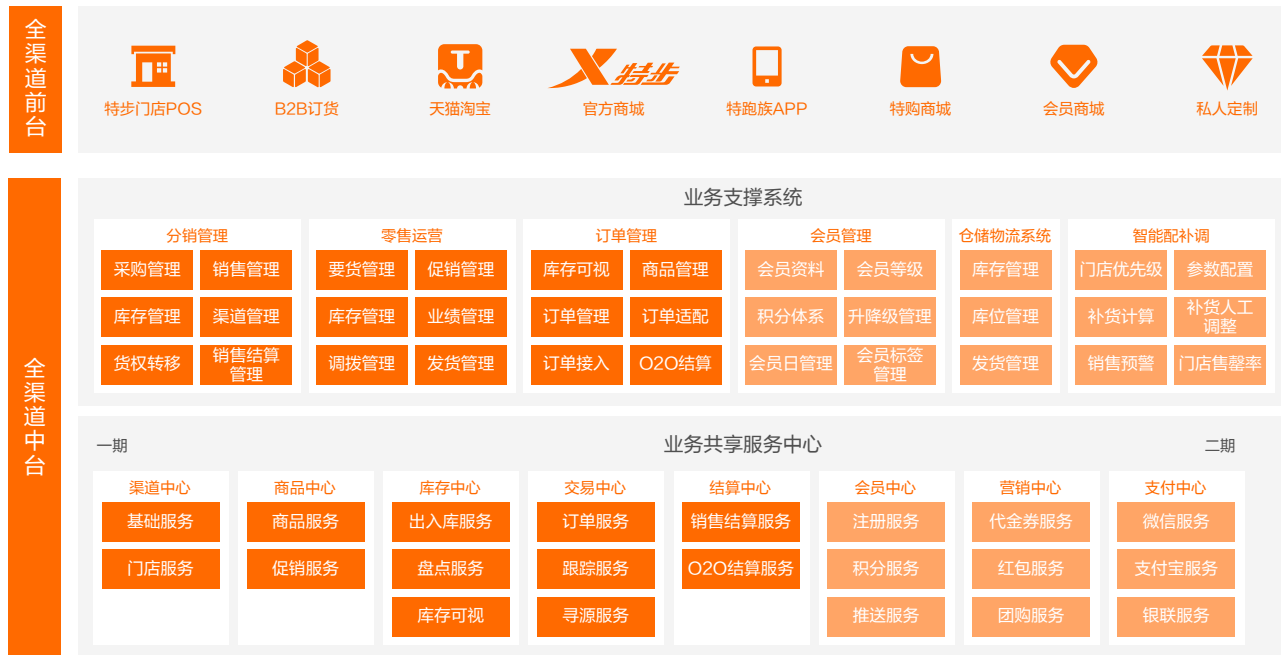 全渠道前台
特步
特步门店POS
B2B订货
天猫淘宝
官方商城
特跑族APP
特购商城
会员商城
私人定制
全渠道中台
业务支撑系统
分销管理
采购管理
销售管理
库存管理
渠道管理
货权转移
销售结算
管理
零售运营
要货管理
促销管理
库存管理
业绩管理
调拨管理
发货管理
订单管理
库存可视
商品管理
订单管理
订单适配
订单接入
O2O结算
会员管理
会员资料
会员等级
积分体系
升降级管理
会员日管理
会员标签
管理
仓储物流系统
库存管理
库位管理
发货管理
智能配补调
门店优先级
参数配置
补货计算
补货人工
调整
销售预警
门店售罄率
一期
业务共享服务中心
二期
渠道中心
基础服务
门店服务
商品中心
商品服务
促销服务
库存中心
出入库服务
盘点服务
库存可视
交易中心
订单服务
跟踪服务
寻源服务
结算中心
销售结算服务
O2O结算服务
会员中心
注册服务
积分服务
推送服务
营销中心
代金券服务
红包服务
团购服务
支付中心
微信服务
支付宝服务
银联服务